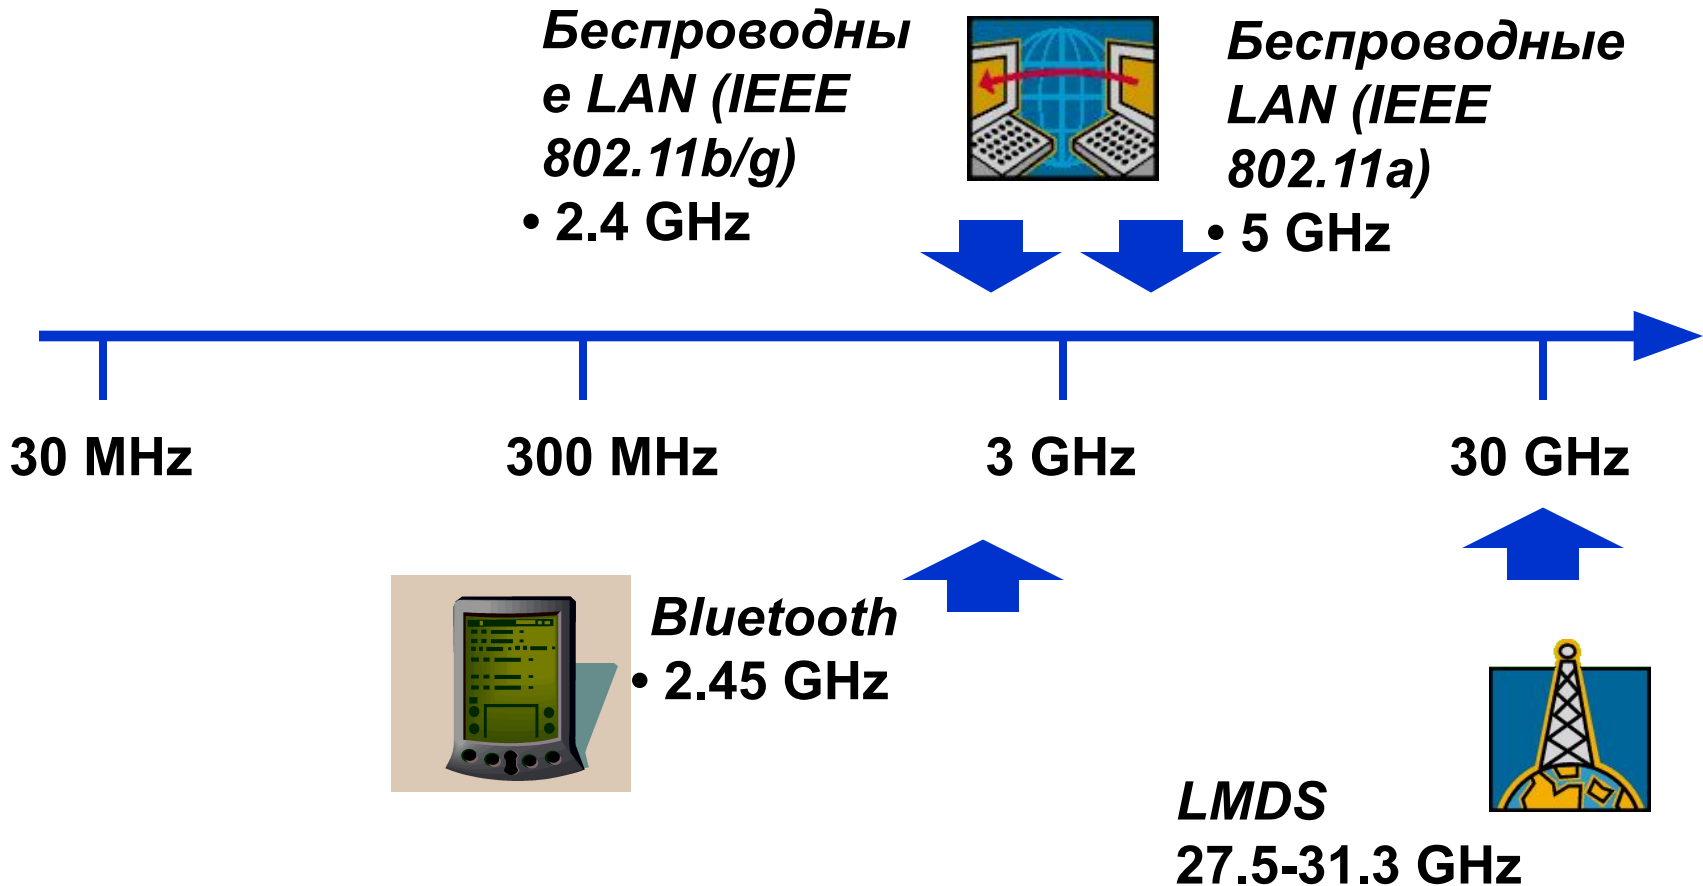 Беспроводны
е LAN (IEEE
802.11b/g)
• 2.4 GHz
Беспроводные
LAN (IEEE
802.11a)
• 5 GHz
30 MHz
300 MHz
3 GHz
30 GHz
Bluetooth
• 2.45 GHz
LMDS
27.5-31.3 GHz